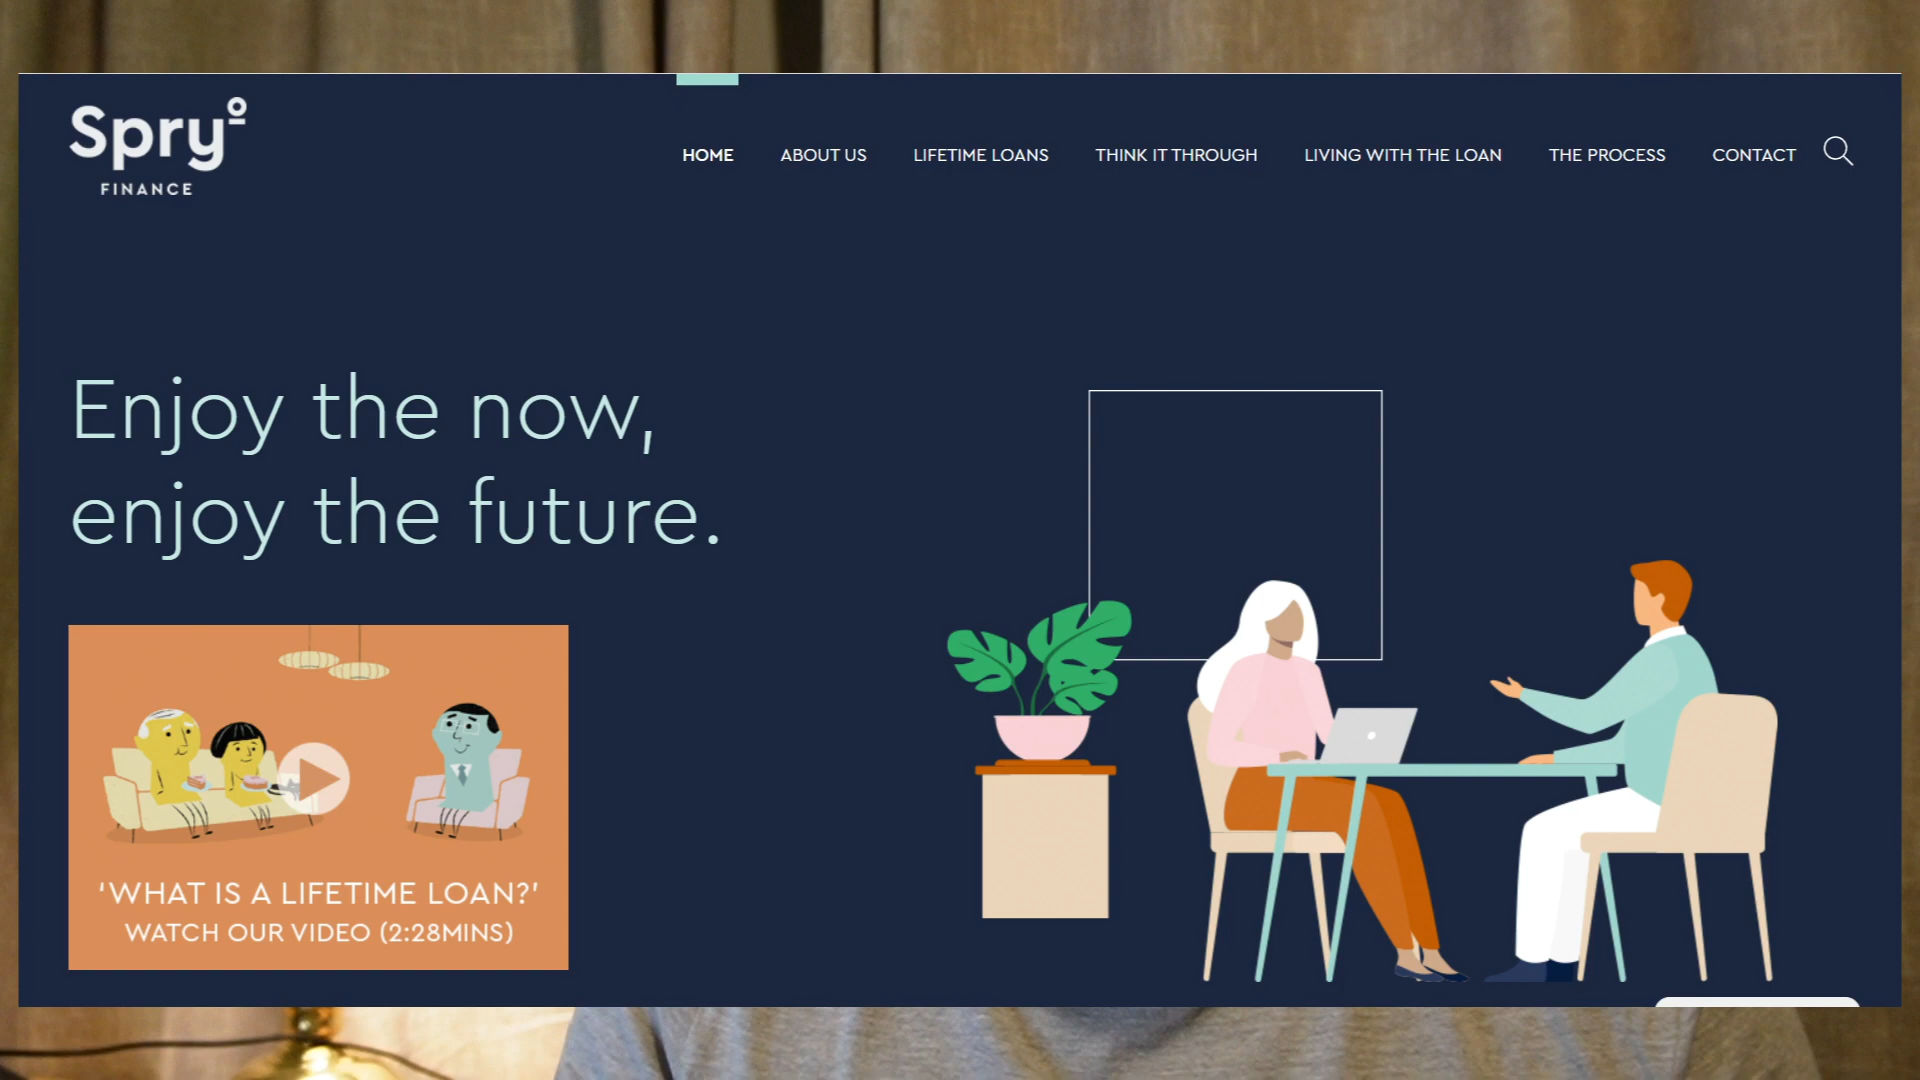 Spry
FINANCE
HOME
ABOUT US
LIFETIME LOANS
THINK IT THROUGH
LIVING WITH THE LOAN
THE PROCESS
CONTACT
Enjoy the now,
enjoy the future.
'WHAT IS A LIFETIME LOAN?'
WATCH OUR VIDEO (2:28MINS)